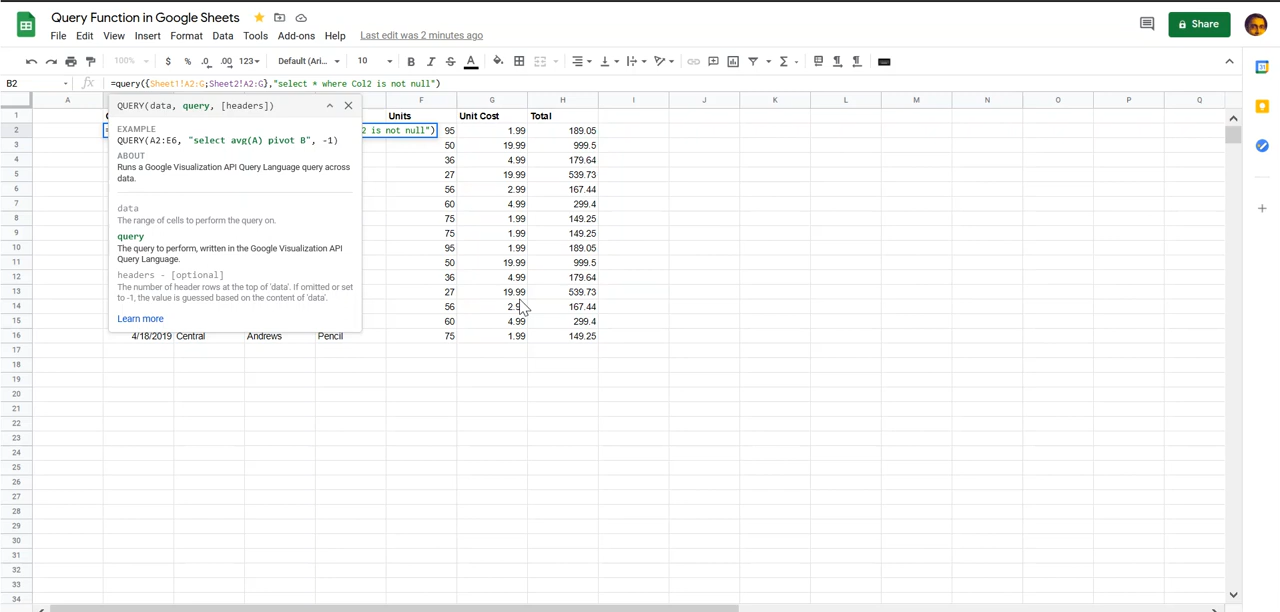 Query Function in Google Sheets
File Edit View Insert Format Data Tools Add-ons Help Last edit was 2 minutes ago
Share
100% $ % .0 .00 123 Default (Ari... 10 B I S A
B2 fx =query({Sheet1!A2:G;Sheet2!A2:G},"select * where Col2 is not null")
A F G H I J K L M N O P Q
QUERY(data, query, [headers])
EXAMPLE
QUERY(A2:E6, "select avg(A) pivot B", -1)
ABOUT
Runs a Google Visualization API Query Language query across
data.
data
The range of cells to perform the query on.
query
The query to perform, written in the Google Visualization API
Query Language.
headers - [optional]
The number of header rows at the top of 'data'. If omitted or set
to -1, the value is guessed based on the content of 'data'.
Learn more
1 Units Unit Cost Total
2 = 2 is not null") 95 1.99 189.05
3 50 19.99 999.5
4 36 4.99 179.64
5 27 19.99 539.73
6 56 2.99 167.44
7 60 4.99 299.4
8 75 1.99 149.25
9 75 1.99 149.25
10 95 1.99 189.05
11 50 19.99 999.5
12 36 4.99 179.64
13 27 19.99 539.73
14 56 167.44
15 60 4.99 299.4
16 4/18/2019 Central Andrews Pencil 75 1.99 149.25
17
18
19
20
21
22
23
24
25
26
27
28
29
30
31
32
33
34